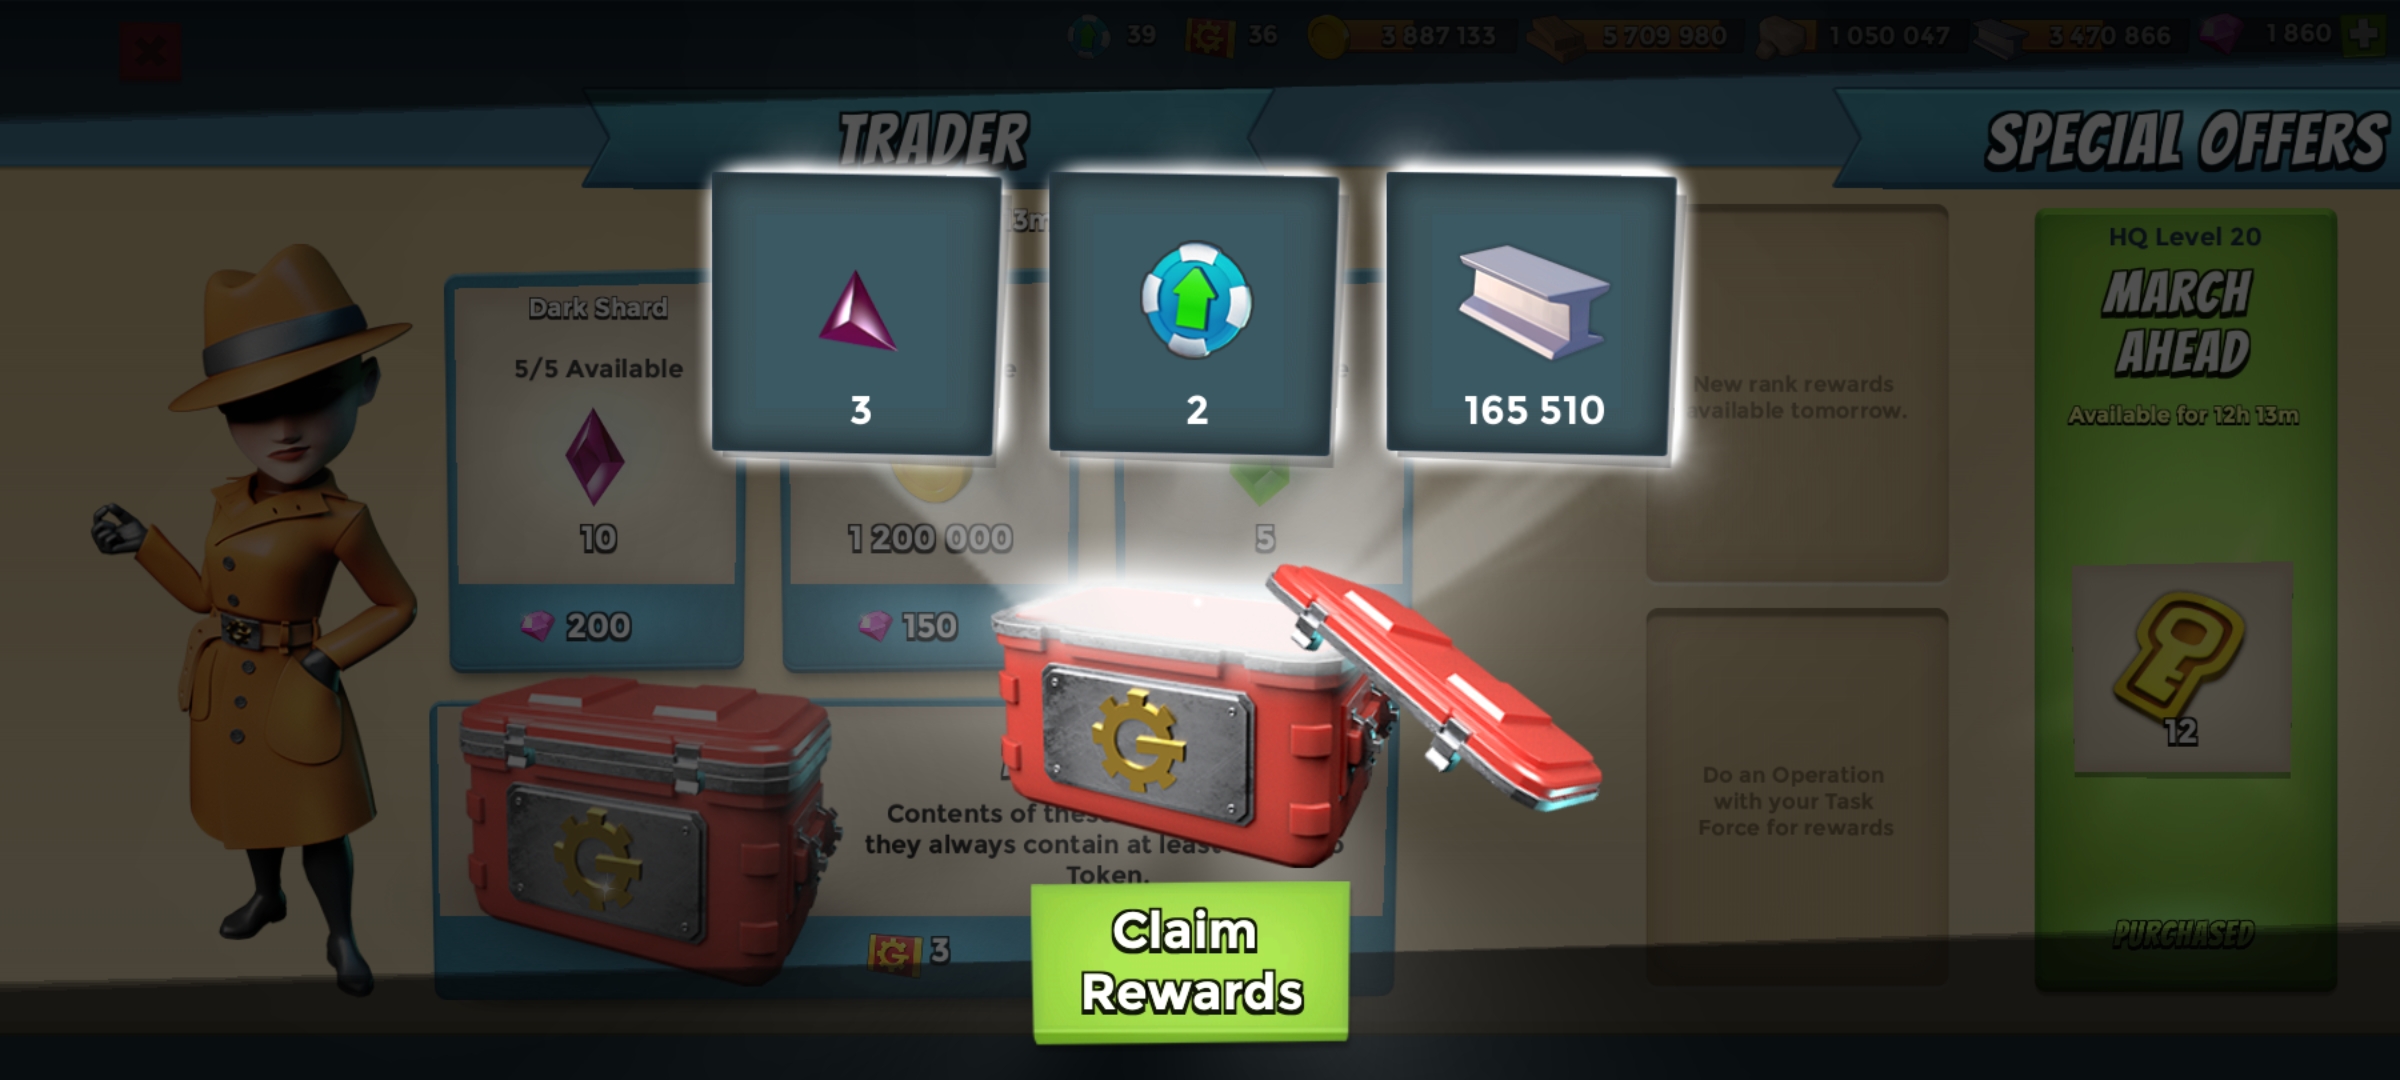 39
36
3 887 133
5 709 980
1 050 047
3 470 866
1 860
TRADER
SPECIAL OFFERS
13m
3
2
165 510
Dark Shard
5/5 Available
10
200
1 200 000
150
5
New rank rewards
available tomorrow.
Do an Operation
with your Task
Force for rewards
HQ Level 20
MARCH
AHEAD
Available for 12h 13m
12
PURCHASED
Contents of these
they always contain at least
Token.
3
Claim
Rewards